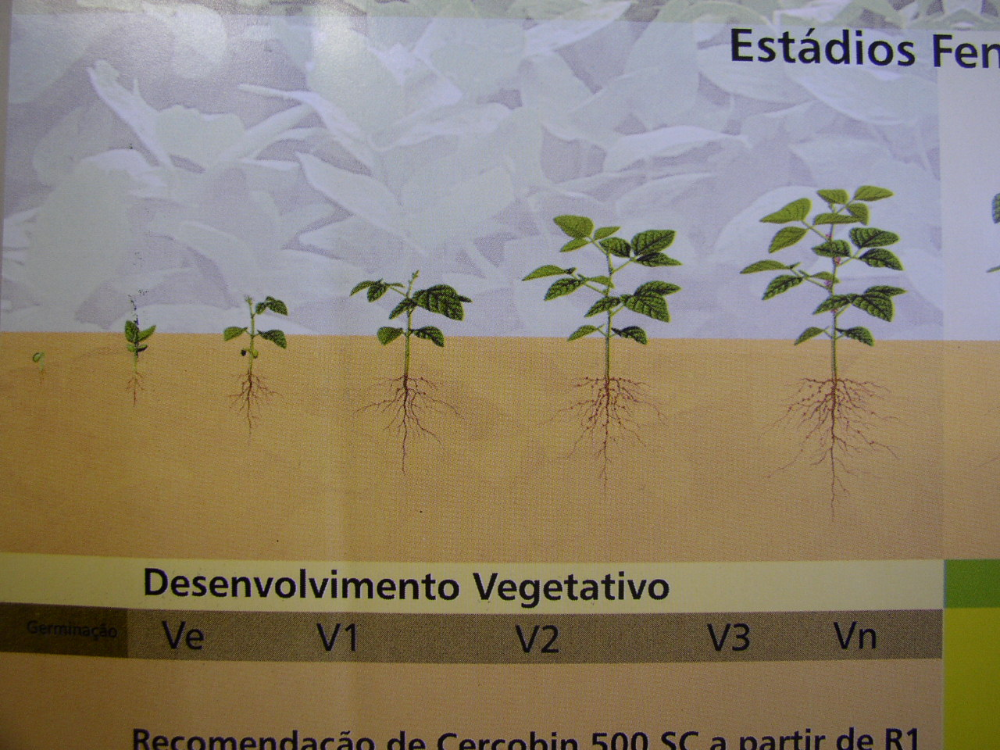 Estádios Fen
Desenvolvimento Vegetativo
Germinação Ve V1 V2 V3 Vn
Recomendação de Cercobin 500 SC a partir de R1